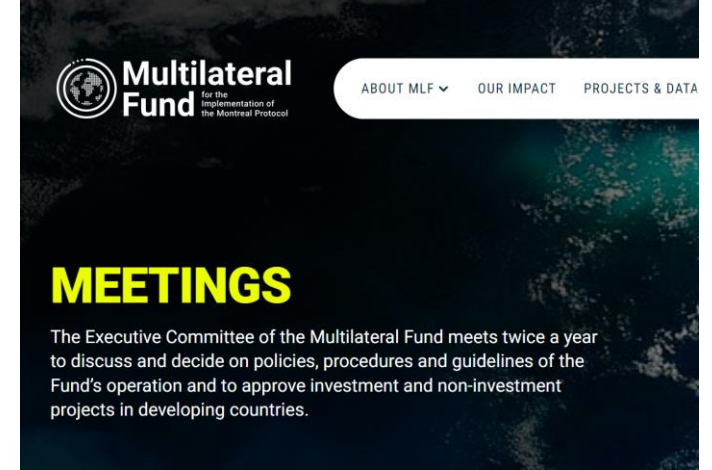 Multilateral
Fund for the
Implementation of
the Montreal Protocol
ABOUT MLF OUR IMPACT PROJECTS & DATA
MEETINGS
The Executive Committee of the Multilateral Fund meets twice a year
to discuss and decide on policies, procedures and guidelines of the
Fund's operation and to approve investment and non-investment
projects in developing countries.